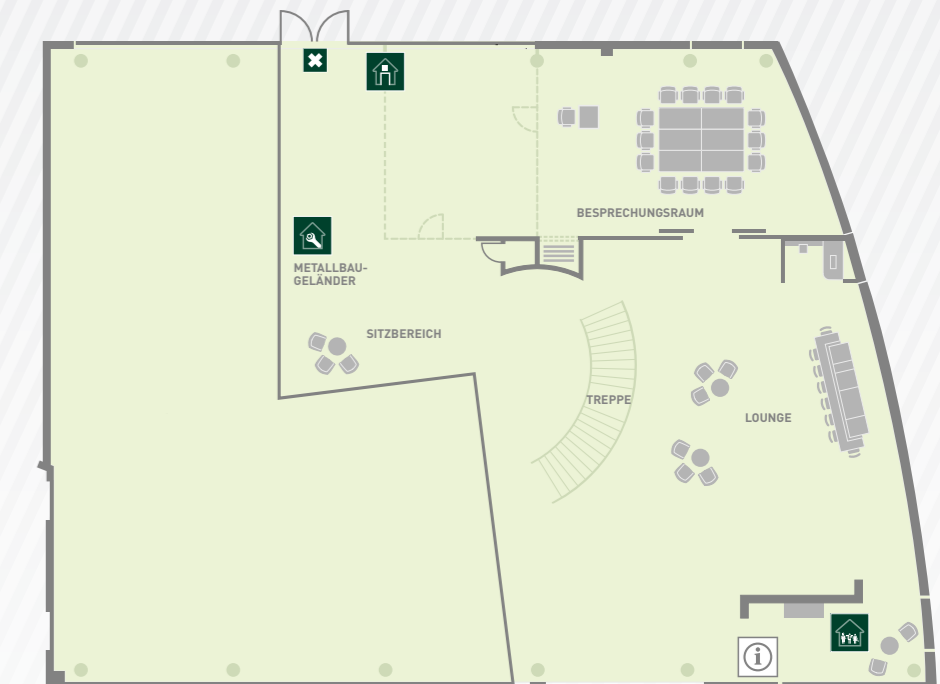 BESPRECHUNGSRAUM
METALLBAU-
GELÄNDER
SITZBEREICH
TREPPE
LOUNGE
i